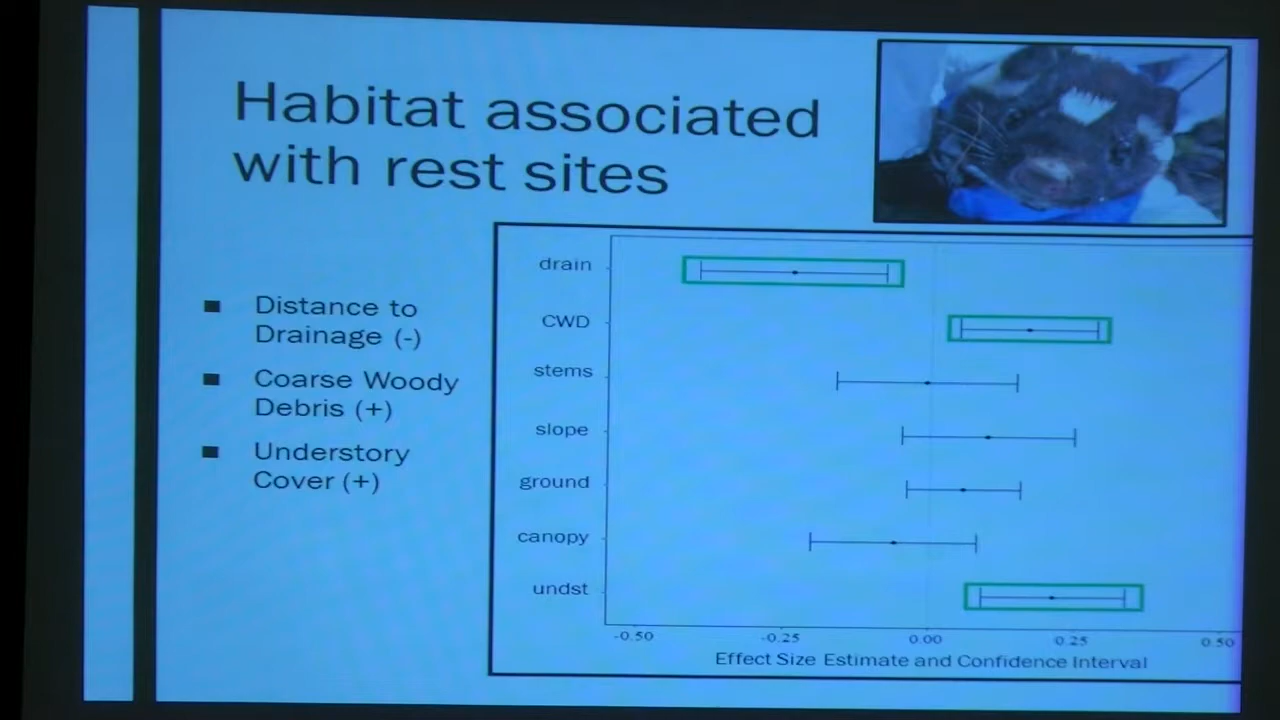 Habitat associated
with rest sites
■ Distance to
Drainage (-)
■ Coarse Woody
Debris (+)
■ Understory
Cover (+)
drain
CWD
stems
slope
ground
canopy
undst
-0.50 -0.25 0.00 0.25 0.50
Effect Size Estimate and Confidence Interval